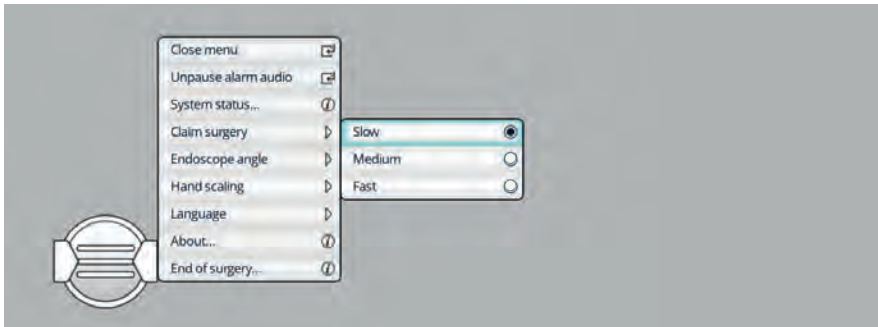 Close menu
Unpause alarm audio
System status...
Claim surgery
Endoscope angle
Hand scaling
Language
About...
End of surgery...
Slow
Medium
Fast